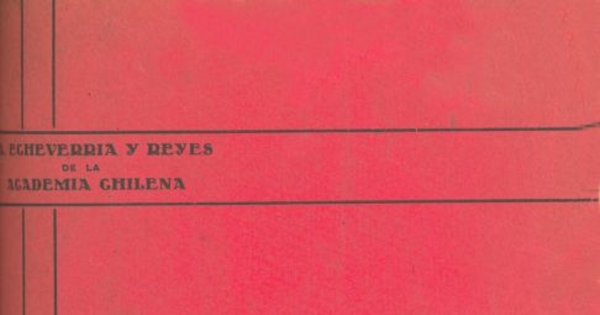 ECHEVERRIA Y REYES
DE LA
ACADEMIA CHILENA